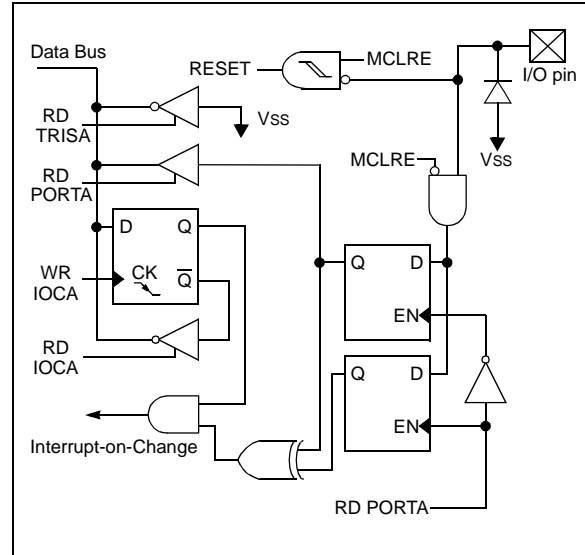 Data Bus
RESET
MCLRE
I/O pin
RD
TRISA
VSS
VSS
RD
PORTA
MCLRE
D
Q
WR
IOCA
CK
Q
Q
D
EN
RD
IOCA
Q
D
EN
Interrupt-on-Change
RD PORTA